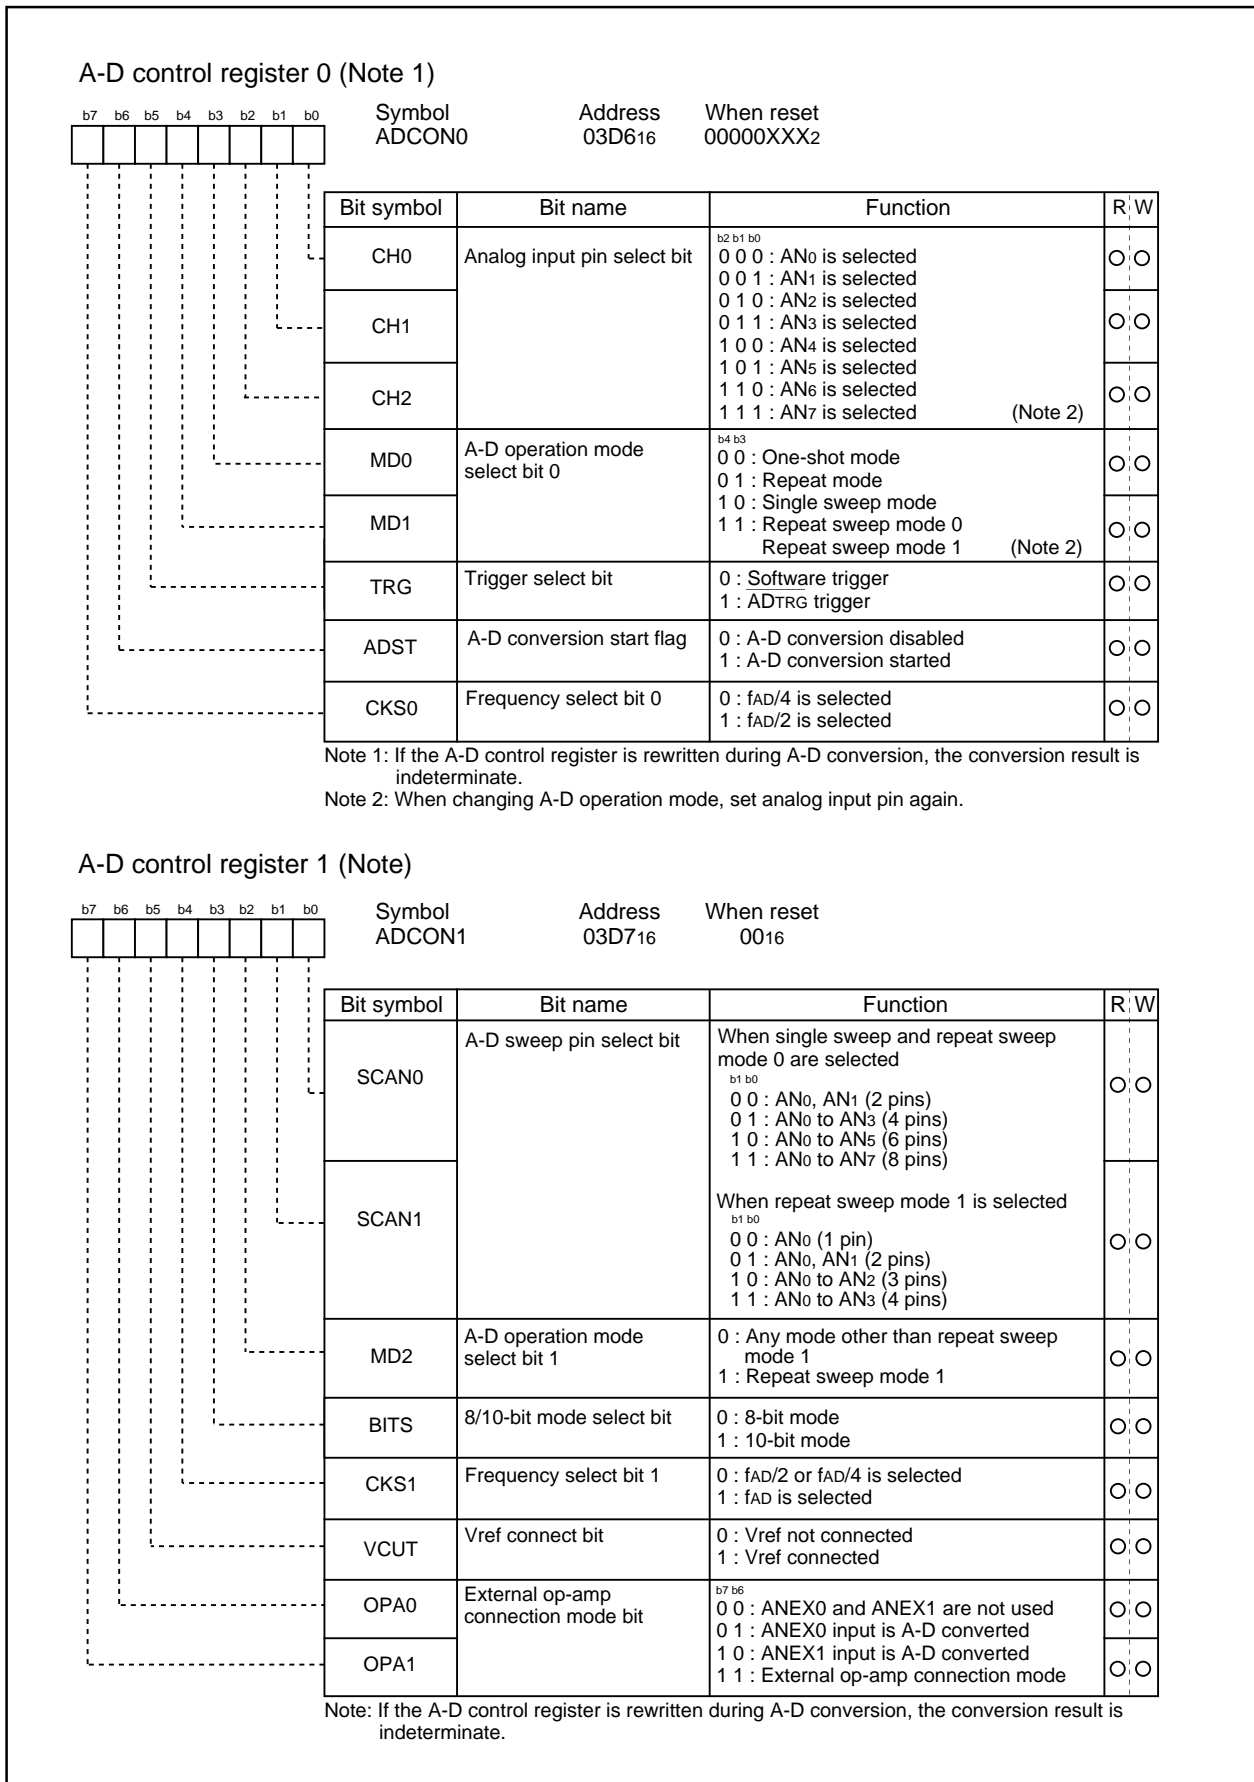 A-D control register 0 (Note 1)
b7 b6 b5 b4 b3 b2 b1 b0
Symbol Address When reset
ADCON0 03D616 00000XXX2
Bit symbol Bit name Function R W
CH0 Analog input pin select bit
b2 b1 b0
0 0 0 : AN0 is selected
0 0 1 : AN1 is selected
0 1 0 : AN2 is selected
CH1
0 1 1 : AN3 is selected
1 0 0 : AN4 is selected
1 0 1 : AN5 is selected
CH2
1 1 0 : AN6 is selected
1 1 1 : AN7 is selected (Note 2)
MD0 A-D operation mode
select bit 0
b4 b3
0 0 : One-shot mode
0 1 : Repeat mode
1 0 : Single sweep mode
MD1
1 1 : Repeat sweep mode 0
Repeat sweep mode 1 (Note 2)
TRG Trigger select bit 0 : Software trigger
1 : ADTRG trigger
ADST A-D conversion start flag 0 : A-D conversion disabled
1 : A-D conversion started
CKS0 Frequency select bit 0 0 : fAD/4 is selected
1 : fAD/2 is selected
Note 1: If the A-D control register is rewritten during A-D conversion, the conversion result is
indeterminate.
Note 2: When changing A-D operation mode, set analog input pin again.
A-D control register 1 (Note)
b7 b6 b5 b4 b3 b2 b1 b0
Symbol Address When reset
ADCON1 03D716 0016
Bit symbol Bit name Function R W
SCAN0 A-D sweep pin select bit
When single sweep and repeat sweep
mode 0 are selected
b1 b0
0 0 : AN0, AN1 (2 pins)
0 1 : AN0 to AN3 (4 pins)
1 0 : AN0 to AN5 (6 pins)
1 1 : AN0 to AN7 (8 pins)
SCAN1
When repeat sweep mode 1 is selected
b1 b0
0 0 : AN0 (1 pin)
0 1 : AN0, AN1 (2 pins)
1 0 : AN0 to AN2 (3 pins)
1 1 : AN0 to AN3 (4 pins)
MD2 A-D operation mode
select bit 1
0 : Any mode other than repeat sweep
mode 1
1 : Repeat sweep mode 1
BITS 8/10-bit mode select bit 0 : 8-bit mode
1 : 10-bit mode
CKS1 Frequency select bit 1 0 : fAD/2 or fAD/4 is selected
1 : fAD is selected
VCUT Vref connect bit 0 : Vref not connected
1 : Vref connected
OPA0 External op-amp
connection mode bit
b7 b6
0 0 : ANEX0 and ANEX1 are not used
0 1 : ANEX0 input is A-D converted
OPA1
1 0 : ANEX1 input is A-D converted
1 1 : External op-amp connection mode
Note: If the A-D control register is rewritten during A-D conversion, the conversion result is
indeterminate.